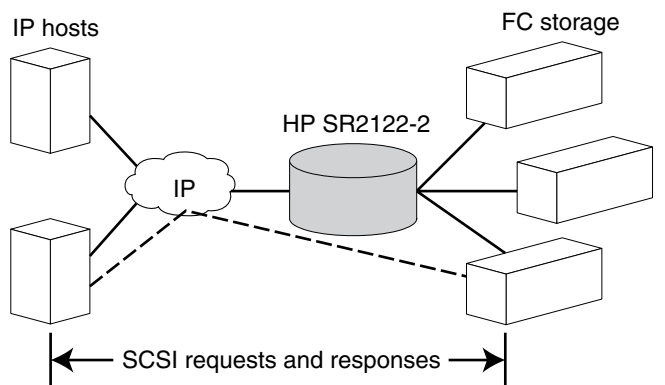 IP hosts
FC storage
HP SR2122-2
IP
SCSI requests and responses